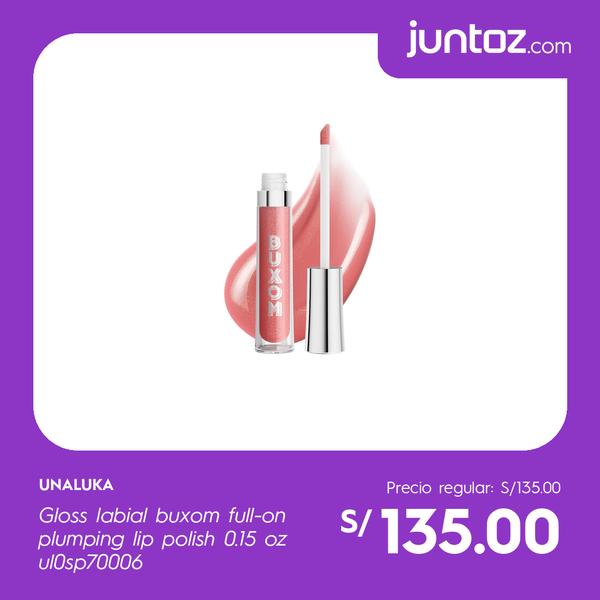 juntoz.com
BUXOM
UNALUKA
Gloss labial buxom full-on
plumping lip polish 0.15 oz
ul0sp70006
Precio regular: S/135.00
S/135.00